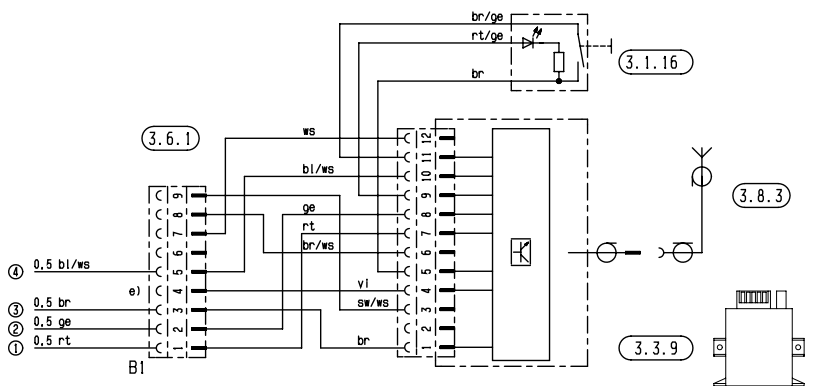 br/ge
rt/ge
br
3.1.16
3.6.1
ws
12
11
bl/ws
10
9
9
8
ge
8
7
rt
7
3.8.3
6
br/ws
6
④ 0,5 bl/ws
5
5
e)
4
vi
4
③ 0,5 br
3
sw/ws
3
② 0,5 ge
2
2
① 0,5 rt
1
br
1
3.3.9
B1